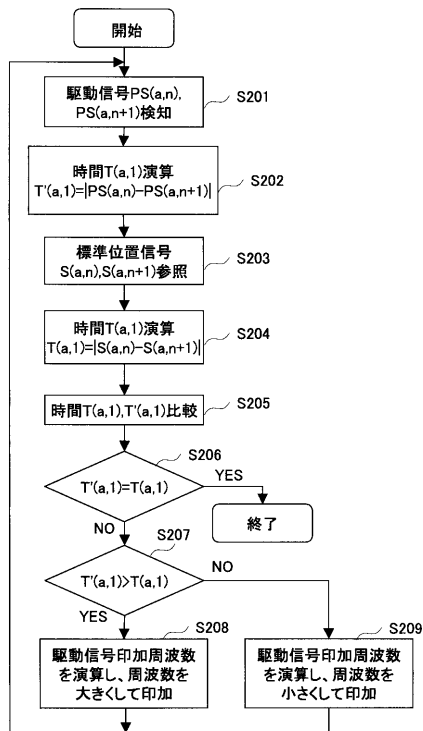 開始
駆動信号PS(a,n),
PS(a,n+1)検知
S201
時間T(a,1)演算
T'(a,1)=|PS(a,n)-PS(a,n+1)|
S202
標準位置信号
S(a,n),S(a,n+1)参照
S203
時間T(a,1)演算
T(a,1)=|S(a,n)-S(a,n+1)|
S204
時間T(a,1),T'(a,1)比較
S205
S206
T'(a,1)=T(a,1)
YES
終了
NO
S207
T'(a,1)>T(a,1)
NO
YES
S208
駆動信号印加周波数
を演算し、周波数を
大きくして印加
S209
駆動信号印加周波数
を演算し、周波数を
小さくして印加